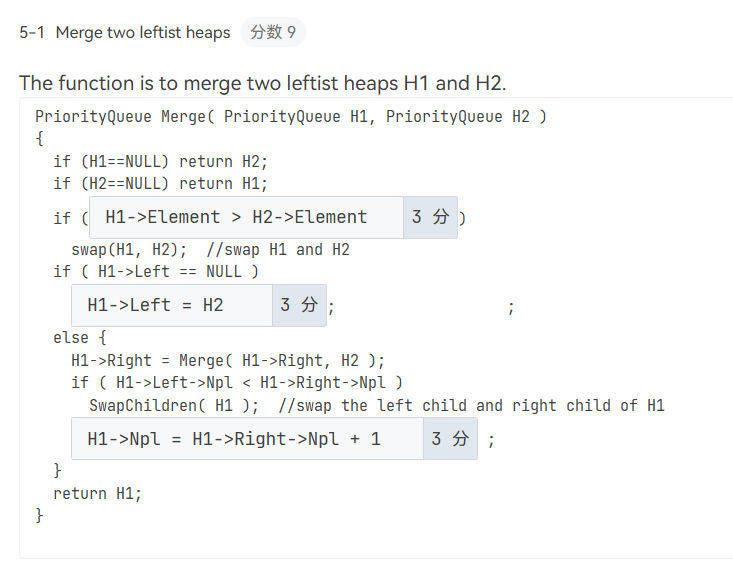 5-1 Merge two leftist heaps 分数 9
The function is to merge two leftist heaps H1 and H2.
PriorityQueue Merge( PriorityQueue H1, PriorityQueue H2 )
{
if (H1==NULL) return H2;
if (H2==NULL) return H1;
if ( H1->Element > H2->Element 3 分 )
swap(H1, H2); //swap H1 and H2
if ( H1->Left == NULL )
H1->Left = H2 3 分 ; ;
else {
H1->Right = Merge( H1->Right, H2 );
if ( H1->Left->Npl < H1->Right->Npl )
SwapChildren( H1 ); //swap the left child and right child of H1
H1->Npl = H1->Right->Npl + 1 3 分 ;
}
return H1;
}